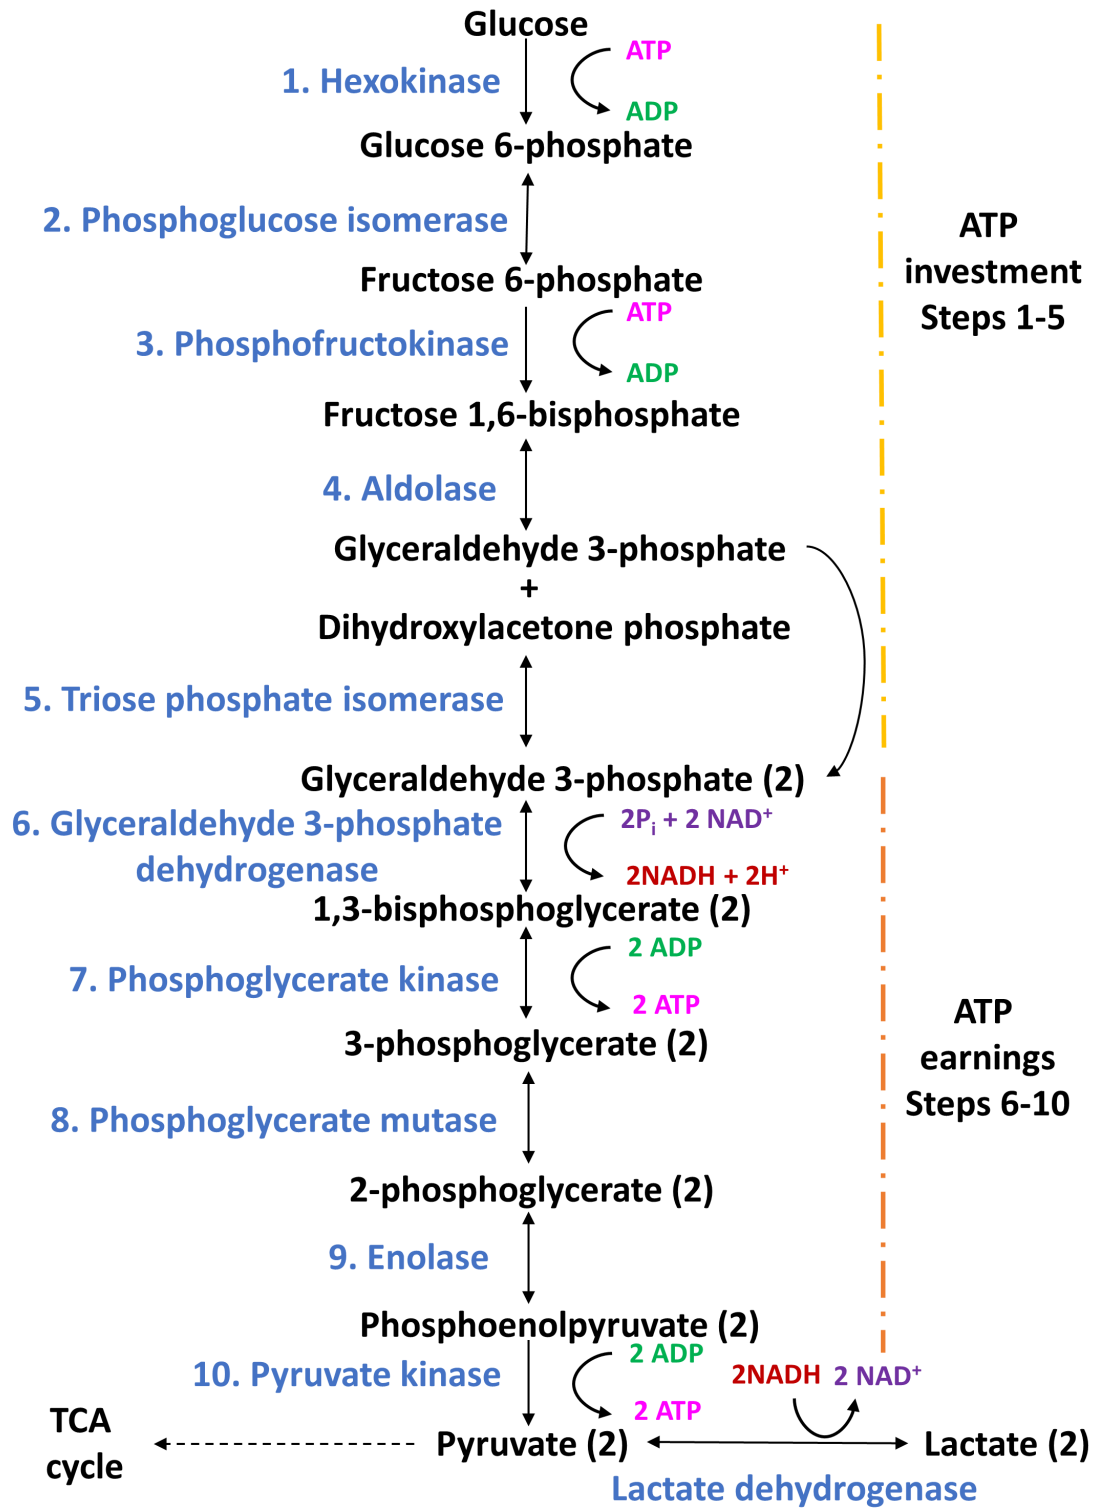 Glucose
ATP
1. Hexokinase
ADP
Glucose 6-phosphate
2. Phosphoglucose isomerase
ATP
investment
Steps 1-5
Fructose 6-phosphate
ATP
3. Phosphofructokinase
ADP
Fructose 1,6-bisphosphate
4. Aldolase
Glyceraldehyde 3-phosphate
+
Dihydroxylacetone phosphate
5. Triose phosphate isomerase
Glyceraldehyde 3-phosphate (2)
6. Glyceraldehyde 3-phosphate
dehydrogenase
2Pᵢ + 2 NAD⁺
2NADH + 2H⁺
1,3-bisphosphoglycerate (2)
2 ADP
7. Phosphoglycerate kinase
2 ATP
ATP
earnings
Steps 6-10
3-phosphoglycerate (2)
8. Phosphoglycerate mutase
2-phosphoglycerate (2)
9. Enolase
Phosphoenolpyruvate (2)
2 ADP
10. Pyruvate kinase
2NADH 2 NAD⁺
2 ATP
TCA
cycle
Pyruvate (2)
Lactate (2)
Lactate dehydrogenase